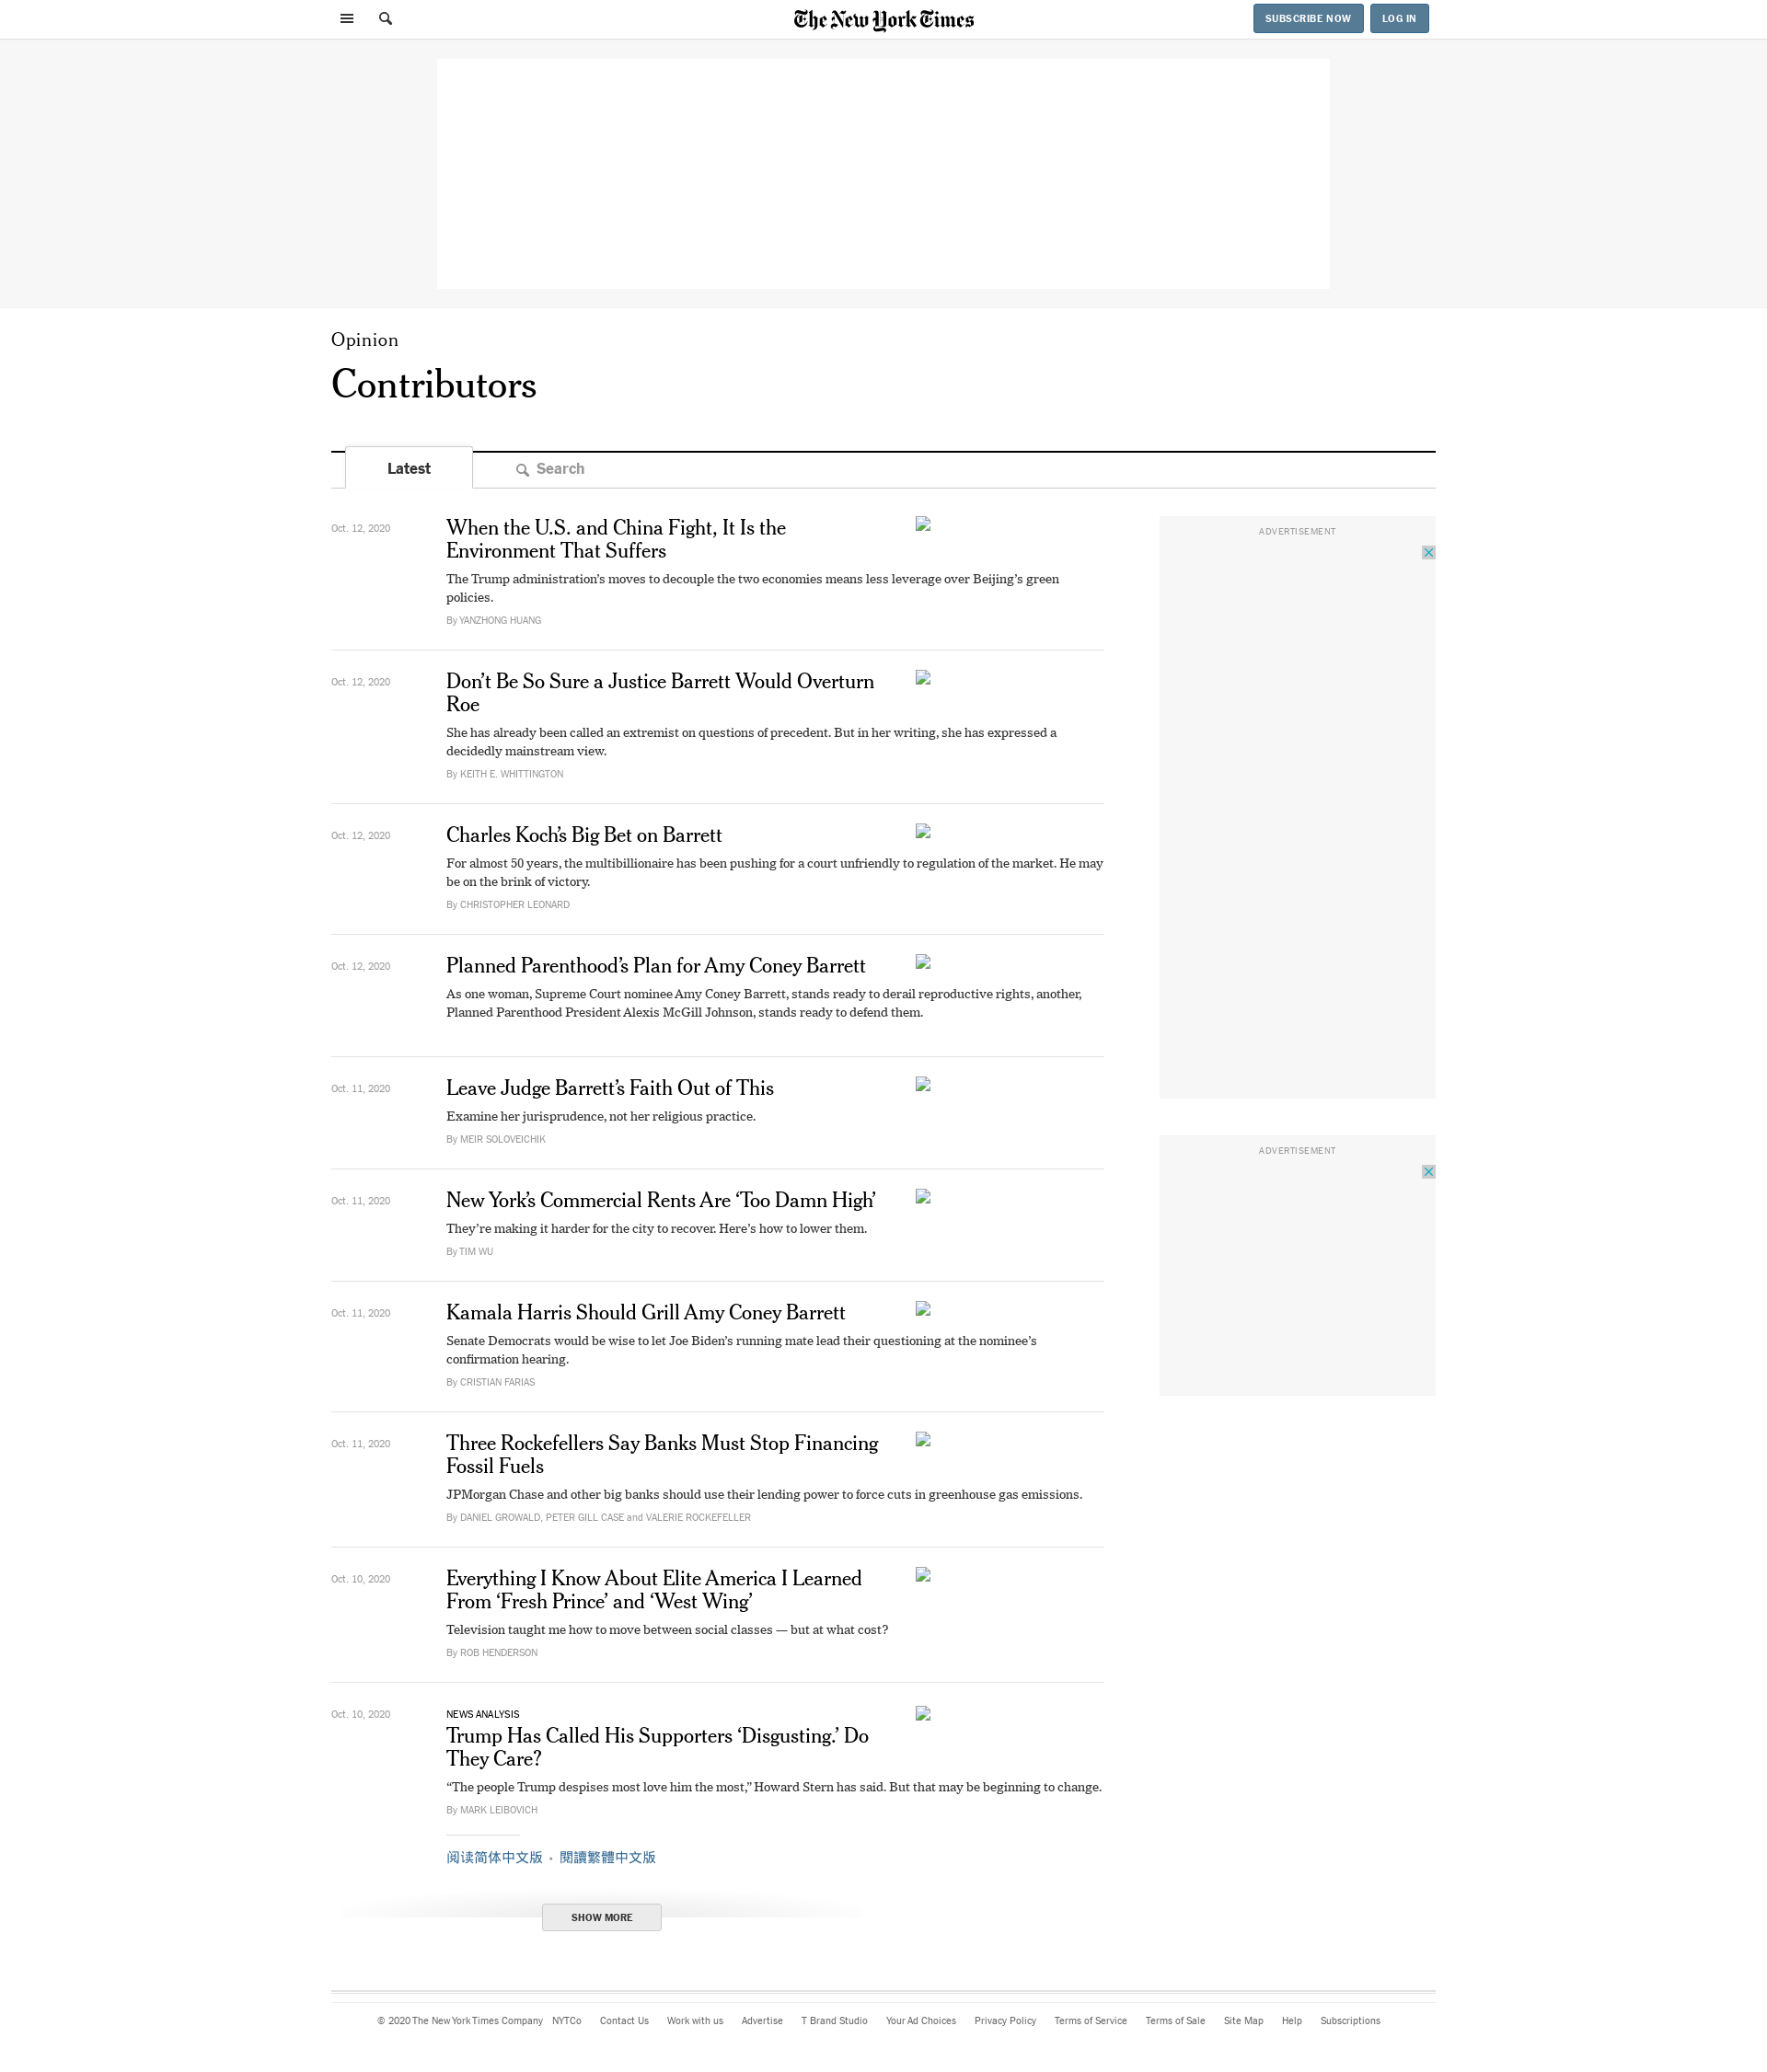 The New York Times
SUBSCRIBE NOW
LOG IN
Opinion
Contributors
Latest
Search
Oct. 12, 2020
When the U.S. and China Fight, It Is the
Environment That Suffers
The Trump administration’s moves to decouple the two economies means less leverage over Beijing’s green
policies.
By YANZHONG HUANG
Oct. 12, 2020
Don’t Be So Sure a Justice Barrett Would Overturn
Roe
She has already been called an extremist on questions of precedent. But in her writing, she has expressed a
decidedly mainstream view.
By KEITH E. WHITTINGTON
Oct. 12, 2020
Charles Koch’s Big Bet on Barrett
For almost 50 years, the multibillionaire has been pushing for a court unfriendly to regulation of the market. He may
be on the brink of victory.
By CHRISTOPHER LEONARD
Oct. 12, 2020
Planned Parenthood’s Plan for Amy Coney Barrett
As one woman, Supreme Court nominee Amy Coney Barrett, stands ready to derail reproductive rights, another,
Planned Parenthood President Alexis McGill Johnson, stands ready to defend them.
Oct. 11, 2020
Leave Judge Barrett’s Faith Out of This
Examine her jurisprudence, not her religious practice.
By MEIR SOLOVEICHIK
Oct. 11, 2020
New York’s Commercial Rents Are ‘Too Damn High’
They’re making it harder for the city to recover. Here’s how to lower them.
By TIM WU
Oct. 11, 2020
Kamala Harris Should Grill Amy Coney Barrett
Senate Democrats would be wise to let Joe Biden’s running mate lead their questioning at the nominee’s
confirmation hearing.
By CRISTIAN FARIAS
Oct. 11, 2020
Three Rockefellers Say Banks Must Stop Financing
Fossil Fuels
JPMorgan Chase and other big banks should use their lending power to force cuts in greenhouse gas emissions.
By DANIEL GROWALD, PETER GILL CASE and VALERIE ROCKEFELLER
Oct. 10, 2020
Everything I Know About Elite America I Learned
From ‘Fresh Prince’ and ‘West Wing’
Television taught me how to move between social classes — but at what cost?
By ROB HENDERSON
Oct. 10, 2020
NEWS ANALYSIS
Trump Has Called His Supporters ‘Disgusting.’ Do
They Care?
“The people Trump despises most love him the most,” Howard Stern has said. But that may be beginning to change.
By MARK LEIBOVICH
阅读简体中文版 • 閱讀繁體中文版
SHOW MORE
ADVERTISEMENT
ADVERTISEMENT
© 2020 The New York Times Company NYTCo Contact Us Work with us Advertise T Brand Studio Your Ad Choices Privacy Policy Terms of Service Terms of Sale Site Map Help Subscriptions